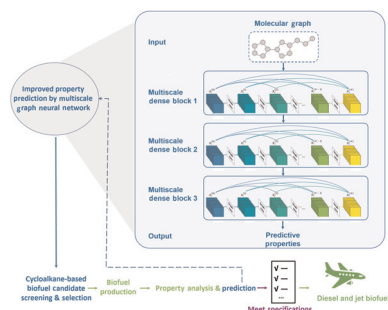 Molecular graph
Input
Improved property
prediction by multiscale
graph neural network
Multiscale
dense block 1
Multiscale
dense block 2
Multiscale
dense block 3
Output
Predictive
properties
Cycloalkane-based
biofuel candidate
screening & selection
Biofuel
production
Property analysis & prediction
√ —
√ —
√ —
...
Meet specifications
Diesel and jet biofue